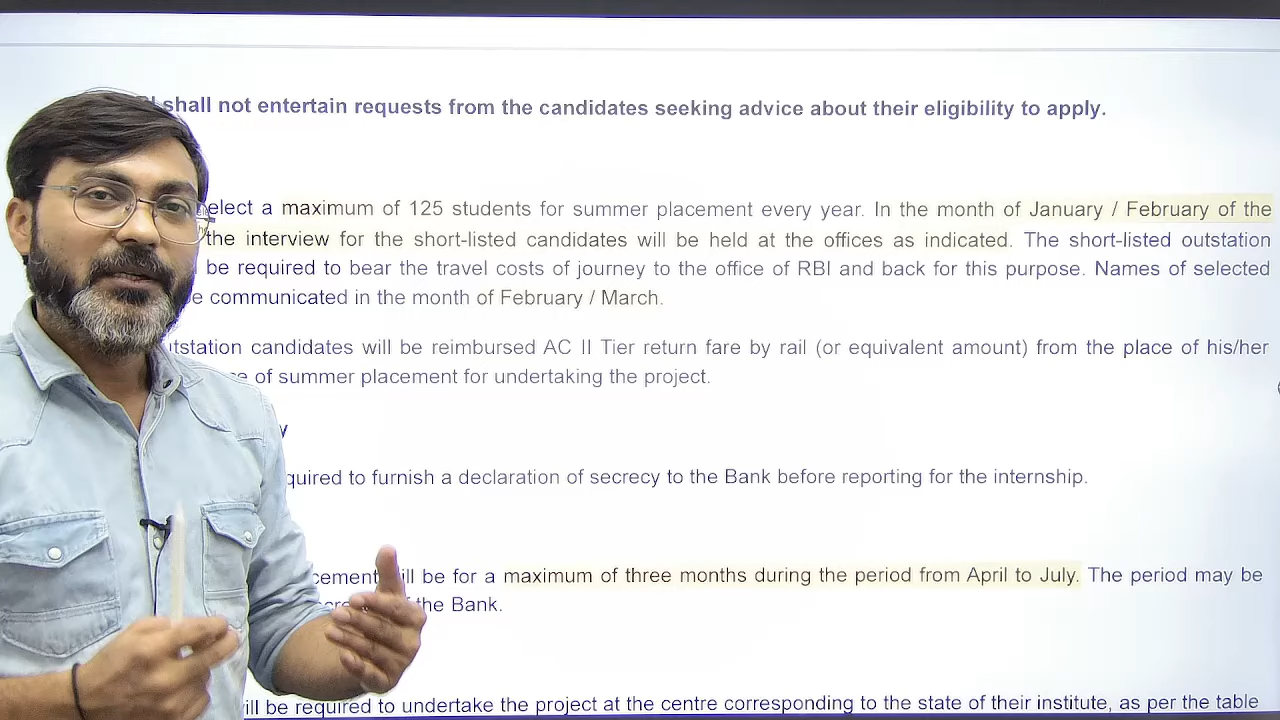 shall not entertain requests from the candidates seeking advice about their eligibility to apply.
elect a maximum of 125 students for summer placement every year. In the month of January / February of the
the interview for the short-listed candidates will be held at the offices as indicated. The short-listed outstation
be required to bear the travel costs of journey to the office of RBI and back for this purpose. Names of selected
communicated in the month of February / March.
tstation candidates will be reimbursed AC II Tier return fare by rail (or equivalent amount) from the place of his/her
of summer placement for undertaking the project.
y
quired to furnish a declaration of secrecy to the Bank before reporting for the internship.
cement ill be for a maximum of three months during the period from April to July. The period may be
the Bank.
ill be required to undertake the project at the centre corresponding to the state of their institute, as per the table